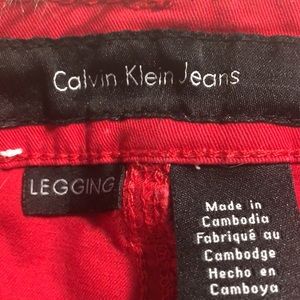 Calvin Klein Jeans
LEGGING
Made in
Cambodia
Fabriqué au
Cambodge
Hecho en
Camboya